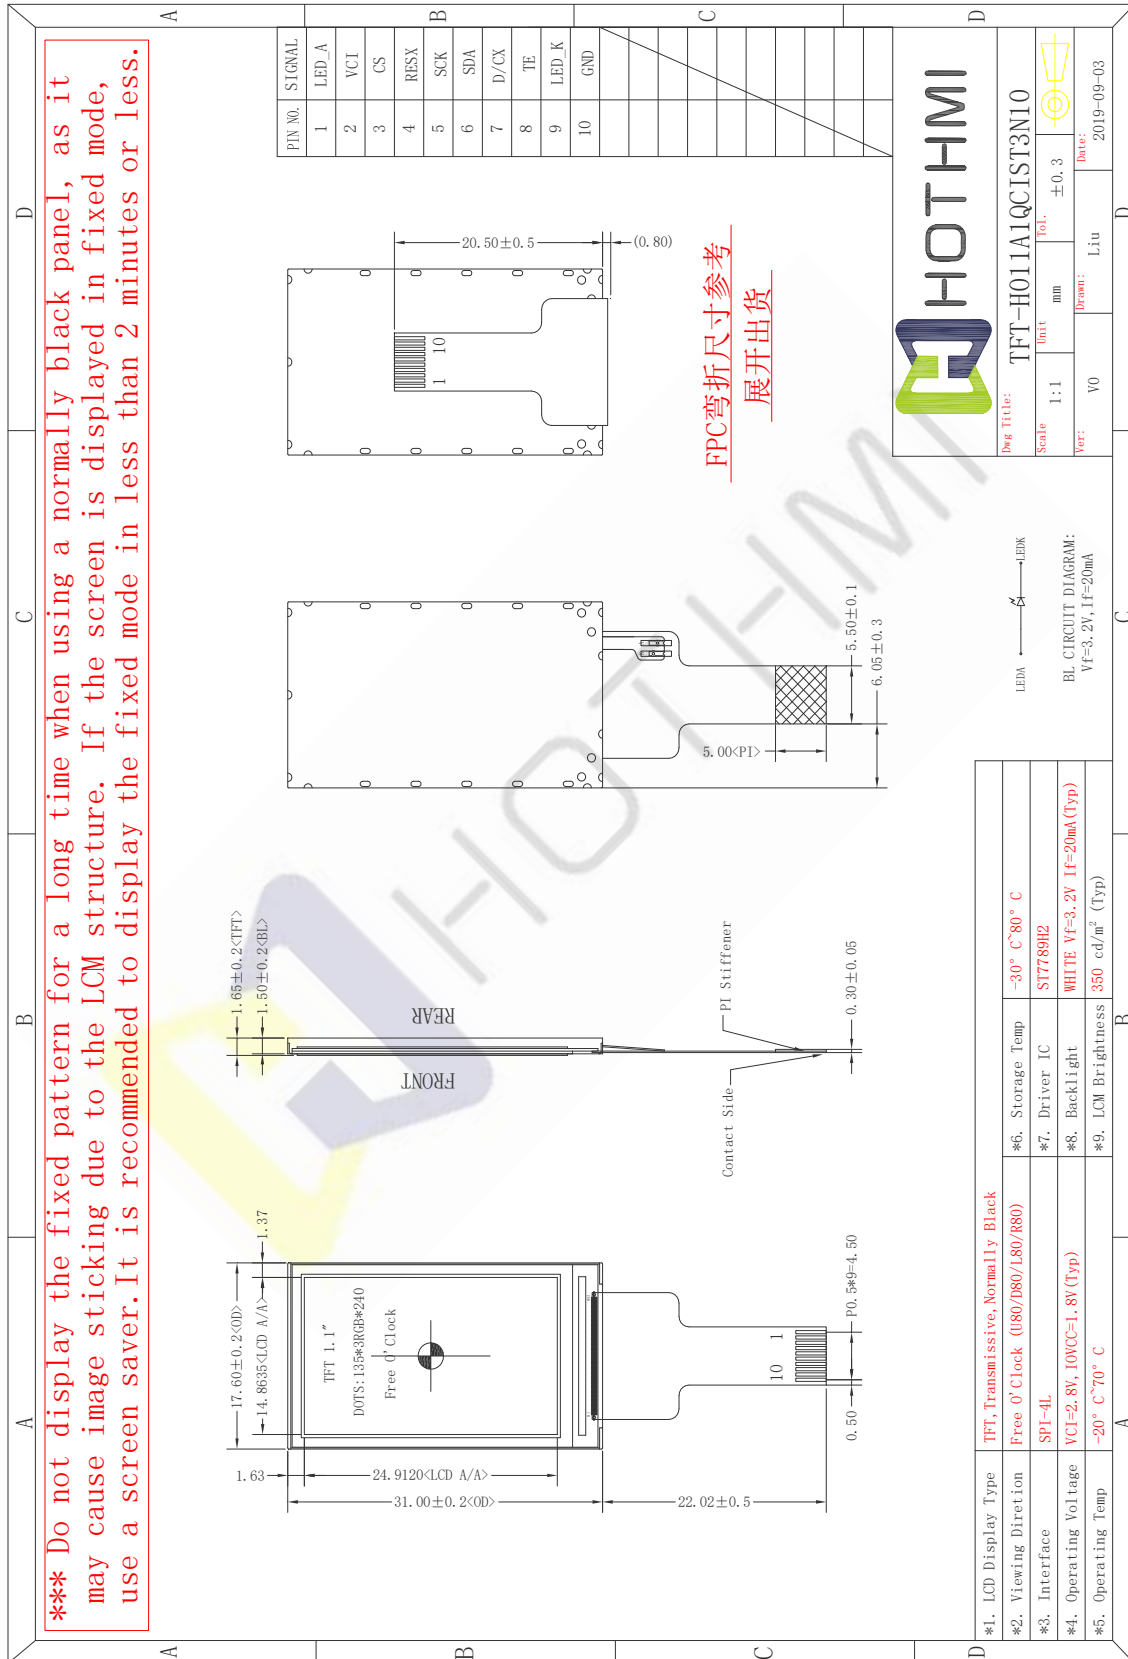 *** Do not display the fixed pattern for a long time when using a normally black panel, as it
may cause image sticking due to the LCM structure. If the screen is displayed in fixed mode,
use a screen saver.It is recommended to display the fixed mode in less than 2 minutes or less.
A
B
C
D
A
B
C
D
A
B
C
D
A
B
C
D
17.60±0.2<OD>
14.8635<LCD A/A>
1.37
1.63
24.9120<LCD A/A>
31.00±0.2<OD>
22.02±0.5
TFT 1.1"
DOTS:135*3RGB*240
Free O'Clock
10 1
0.50
P0.5*9=4.50
1.65±0.2<TFT>
1.50±0.2<BL>
FRONT
REAR
Contact Side
PI Stiffener
0.30±0.05
5.00<PI>
5.50±0.1
6.05±0.3
20.50±0.5
(0.80)
1 10
FPC弯折尺寸参考
展开出货
PIN NO. SIGNAL
1 LED_A
2 VCI
3 CS
4 RESX
5 SCK
6 SDA
7 D/CX
8 TE
9 LED_K
10 GND
LEDA LEDK
BL CIRCUIT DIAGRAM:
Vf=3.2V,If=20mA
*1. LCD Display Type TFT,Transmissive,Normally Black
*2. Viewing Diretion Free O'Clock (U80/D80/L80/R80)
*3. Interface SPI-4L
*4. Operating Voltage VCI=2.8V,IOVCC=1.8V(Typ)
*5. Operating Temp -20° C~70° C
*6. Storage Temp -30° C~80° C
*7. Driver IC ST7789H2
*8. Backlight WHITE Vf=3.2V If=20mA(Typ)
*9. LCM Brightness 350 cd/m² (Typ)
HOTHMI
Dwg Title: TFT-H011A1QCIST3N10
Scale 1:1 Unit mm Tol. ±0.3
Ver: V0 Drawn: Liu Date: 2019-09-03
HOTHMI